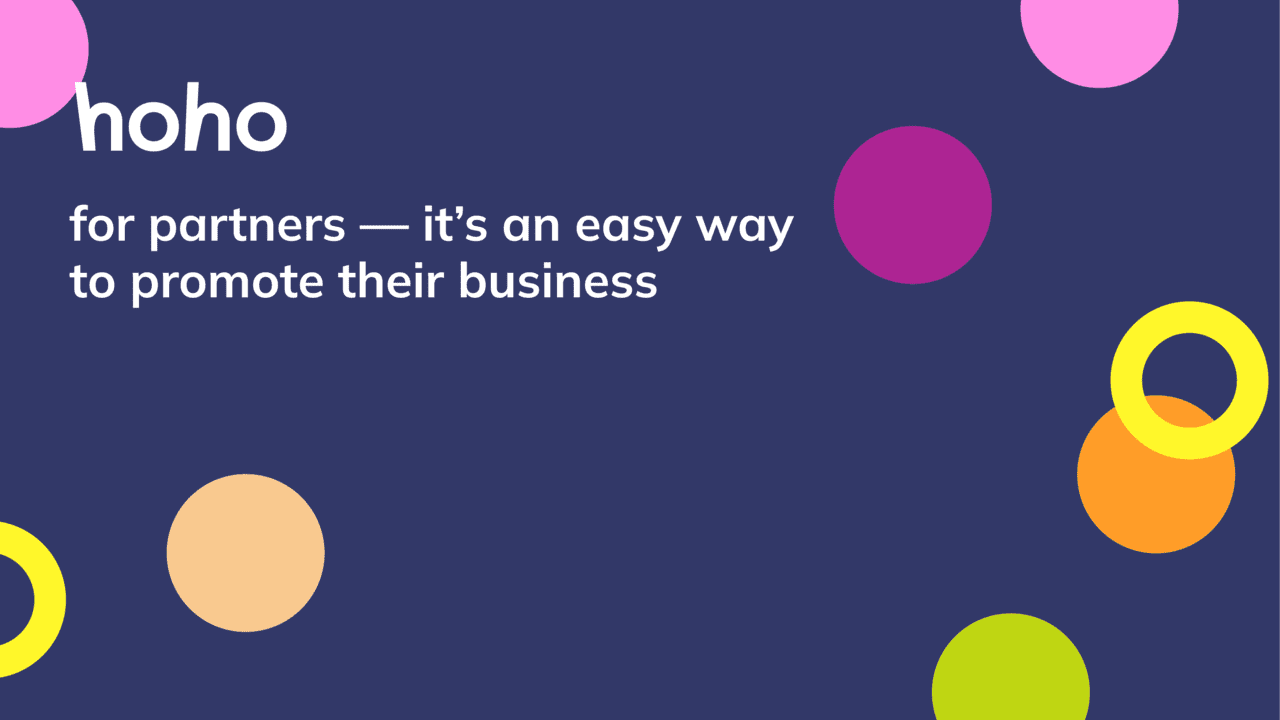 hoho
for partners — it’s an easy way
to promote their business